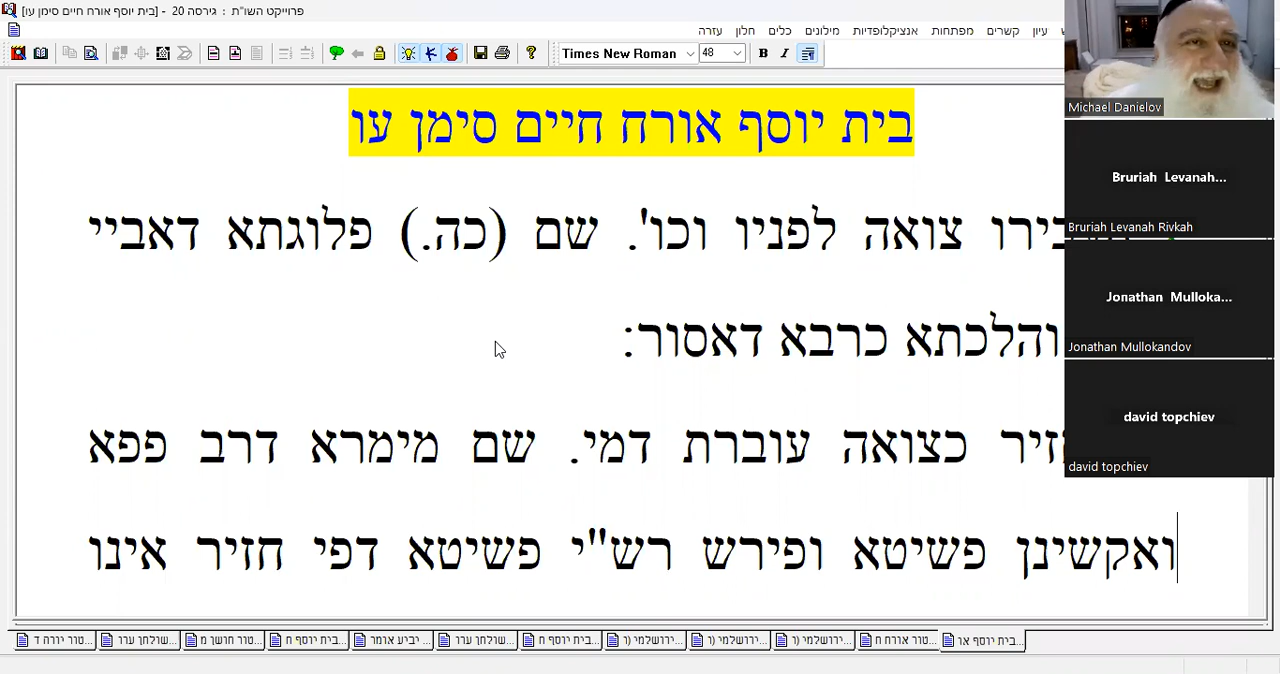 פרוייקט השו"ת : גירסה 20 - [בית יוסף אורח חיים סימן עו]
עיון קשרים מפתחות אנציקלופדיות מילונים כלים חלון עזרה
Times New Roman 48 B I
בית יוסף אורח חיים סימן עו
צואה לפניו וכו'. שם (כה.) פלוגתא דאביי
והלכתא כרבא דאסור:
כצואה עוברת דמי. שם מימרא דרב פפא
ואקשינן פשיטא ופירש רש"י פשיטא דפי חזיר אינו
Michael Danielov
Bruriah Levanah...
Bruriah Levanah Rivkah
Jonathan Mulloka...
Jonathan Mullokandov
david topchiev
david topchiev
בית יוסף או... טור אורח ח... ירושלמי (ו... ירושלמי (ו... ירושלמי (ו... בית יוסף ח... שולחן ערו... יביע אומר... בית יוסף ח... טור חושן מ... שולחן ערו... טור יורה ד...